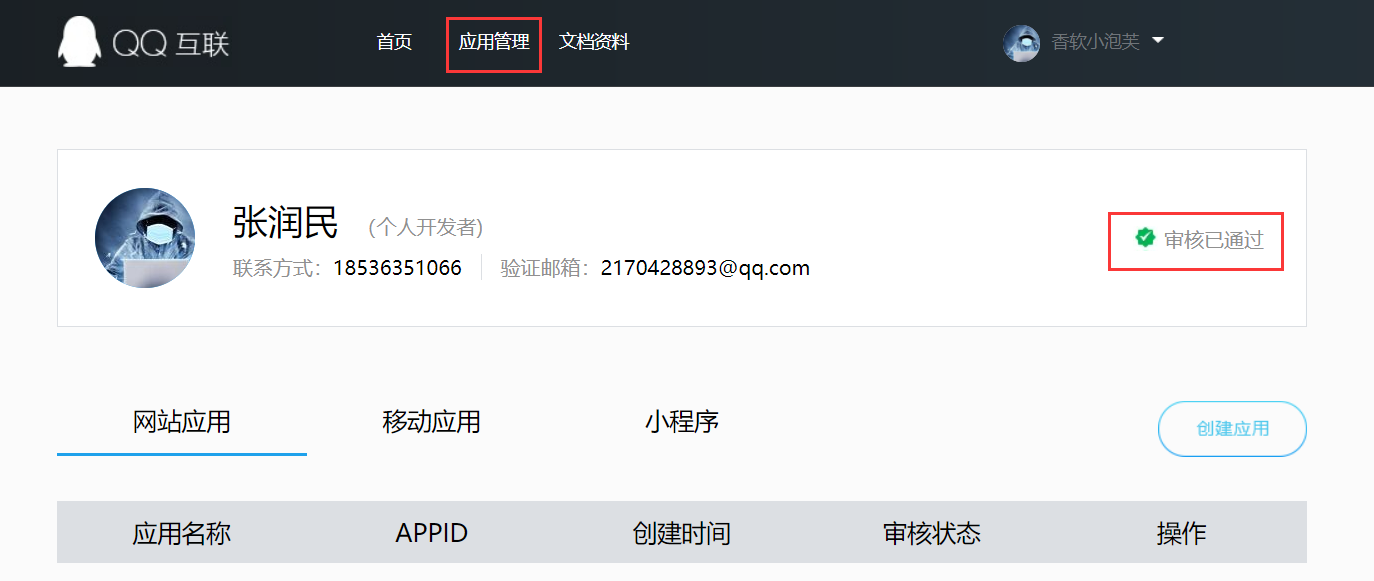 QQ 互联 首页 应用管理 文档资料 香软小泡芙
张润民 (个人开发者)
审核已通过
联系方式：18536351066 验证邮箱：2170428893@qq.com
网站应用 移动应用 小程序 创建应用
应用名称 APPID 创建时间 审核状态 操作